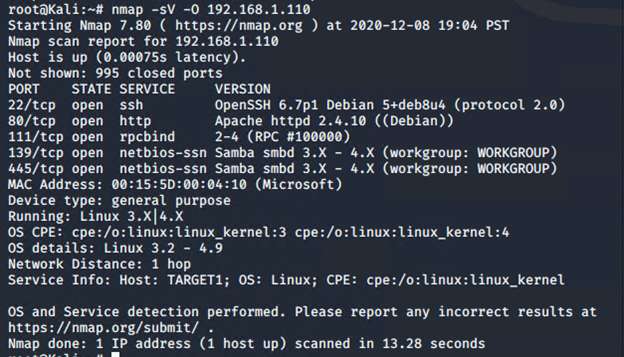 root@Kali:~# nmap -sV -O 192.168.1.110
Starting Nmap 7.80 ( https://nmap.org ) at 2020-12-08 19:04 PST
Nmap scan report for 192.168.1.110
Host is up (0.00075s latency).
Not shown: 995 closed ports
PORT    STATE SERVICE     VERSION
22/tcp  open  ssh         OpenSSH 6.7p1 Debian 5+deb8u4 (protocol 2.0)
80/tcp  open  http        Apache httpd 2.4.10 ((Debian))
111/tcp open  rpcbind     2-4 (RPC #100000)
139/tcp open  netbios-ssn Samba smbd 3.X - 4.X (workgroup: WORKGROUP)
445/tcp open  netbios-ssn Samba smbd 3.X - 4.X (workgroup: WORKGROUP)
MAC Address: 00:15:5D:00:04:10 (Microsoft)
Device type: general purpose
Running: Linux 3.X|4.X
OS CPE: cpe:/o:linux:linux_kernel:3 cpe:/o:linux:linux_kernel:4
OS details: Linux 3.2 - 4.9
Network Distance: 1 hop
Service Info: Host: TARGET1; OS: Linux; CPE: cpe:/o:linux:linux_kernel
OS and Service detection performed. Please report any incorrect results at
https://nmap.org/submit/ .
Nmap done: 1 IP address (1 host up) scanned in 13.28 seconds
root@Kali:~#